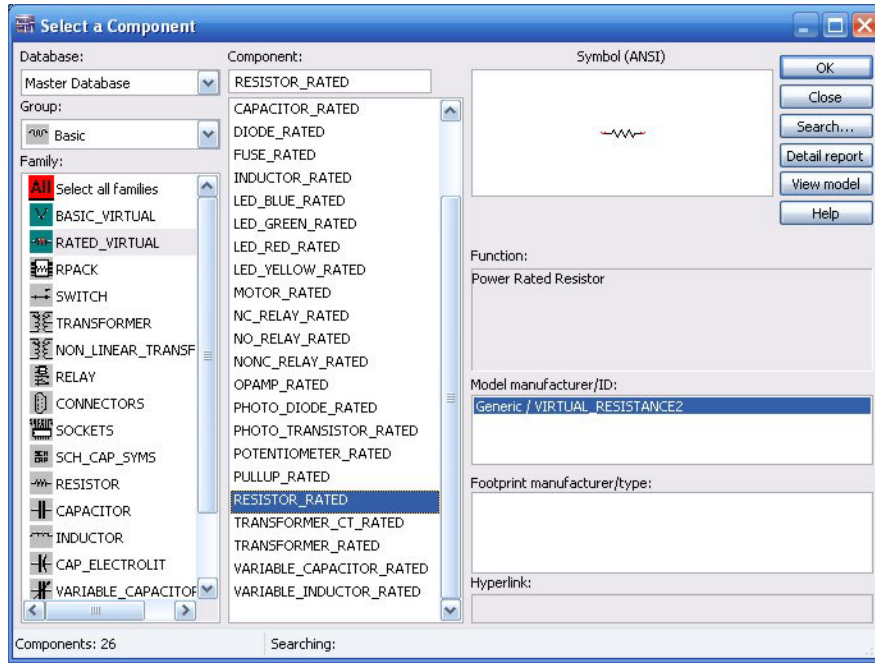 Select a Component
Database:
Master Database
Group:
Basic
Family:
All Select all families
BASIC_VIRTUAL
RATED_VIRTUAL
RPACK
SWITCH
TRANSFORMER
NON_LINEAR_TRANSF
RELAY
CONNECTORS
SOCKETS
SCH_CAP_SYMS
RESISTOR
CAPACITOR
INDUCTOR
CAP_ELECTROLIT
VARIABLE_CAPACITOR
Component:
RESISTOR_RATED
CAPACITOR_RATED
DIODE_RATED
FUSE_RATED
INDUCTOR_RATED
LED_BLUE_RATED
LED_GREEN_RATED
LED_RED_RATED
LED_YELLOW_RATED
MOTOR_RATED
NC_RELAY_RATED
NO_RELAY_RATED
NONC_RELAY_RATED
OPAMP_RATED
PHOTO_DIODE_RATED
PHOTO_TRANSISTOR_RATED
POTENTIOMETER_RATED
PULLUP_RATED
RESISTOR_RATED
TRANSFORMER_CT_RATED
TRANSFORMER_RATED
VARIABLE_CAPACITOR_RATED
VARIABLE_INDUCTOR_RATED
Symbol (ANSI)
Function:
Power Rated Resistor
Model manufacturer/ID:
Generic / VIRTUAL_RESISTANCE2
Footprint manufacturer/type:
Hyperlink:
OK
Close
Search...
Detail report
View model
Help
Components: 26
Searching: